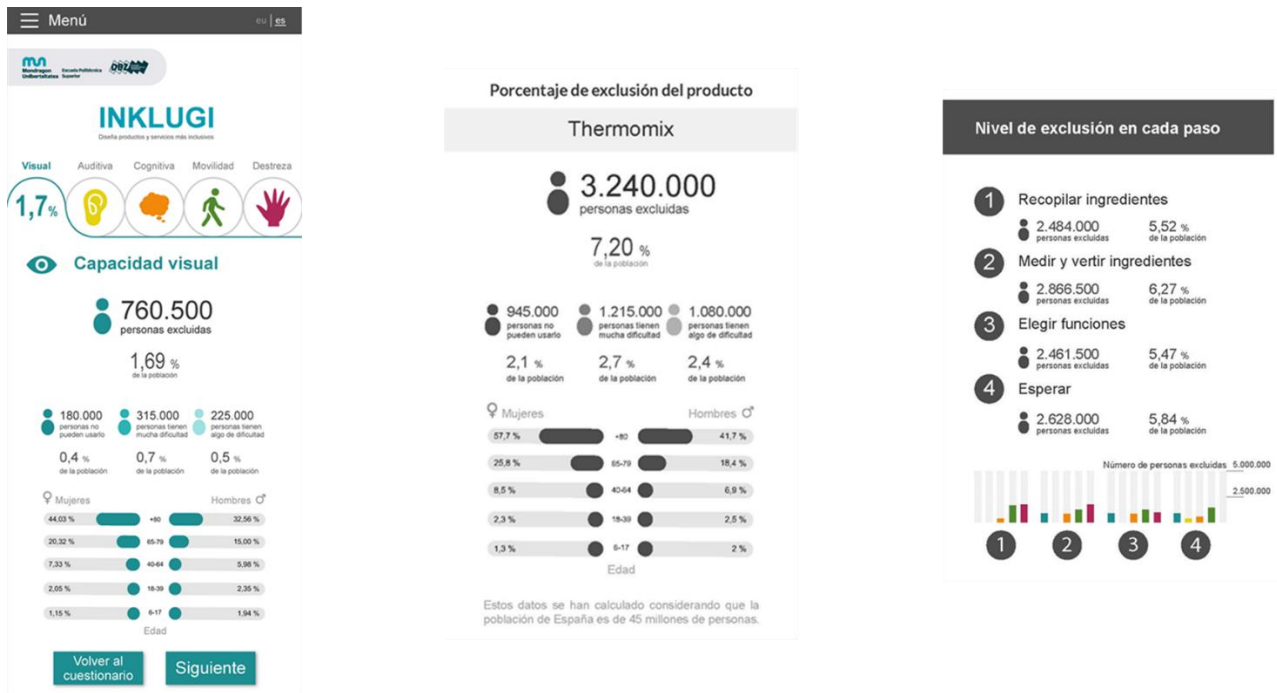 Menú
eu | es
mn
Mondragon
Unibertsitatea
Escuela Politécnica
Superior
DBZ
INKLUGI
Diseña productos y servicios más inclusivos
Visual Auditiva Cognitiva Movilidad Destreza
1,7%
Capacidad visual
760.500
personas excluidas
1,69 %
de la población
180.000 315.000 225.000
personas no personas tienen personas tienen
pueden usarlo mucha dificultad algo de dificultad
0,4 % 0,7 % 0,5 %
de la población de la población de la población
♀ Mujeres Hombres ♂
44,03 % +80 32,56 %
20,32 % 65-79 15,00 %
7,33 % 40-64 5,98 %
2,05 % 18-39 2,35 %
1,15 % 6-17 1,94 %
Edad
Volver al
cuestionario
Siguiente
Porcentaje de exclusión del producto
Thermomix
3.240.000
personas excluidas
7,20 %
de la población
945.000 1.215.000 1.080.000
personas no personas tienen personas tienen
pueden usarlo mucha dificultad algo de dificultad
2,1 % 2,7 % 2,4 %
de la población de la población de la población
♀ Mujeres Hombres ♂
57,7 % +80 41,7 %
25,8 % 65-79 18,4 %
8,5 % 40-64 6,9 %
2,3 % 18-39 2,5 %
1,3 % 6-17 2 %
Edad
Estos datos se han calculado considerando que la
población de España es de 45 millones de personas.
Nivel de exclusión en cada paso
1 Recopilar ingredientes
2.484.000 5,52 %
personas excluidas de la población
2 Medir y vertir ingredientes
2.866.500 6,27 %
personas excluidas de la población
3 Elegir funciones
2.461.500 5,47 %
personas excluidas de la población
4 Esperar
2.628.000 5,84 %
personas excluidas de la población
Número de personas excluidas 5.000.000
2.500.000
1 2 3 4